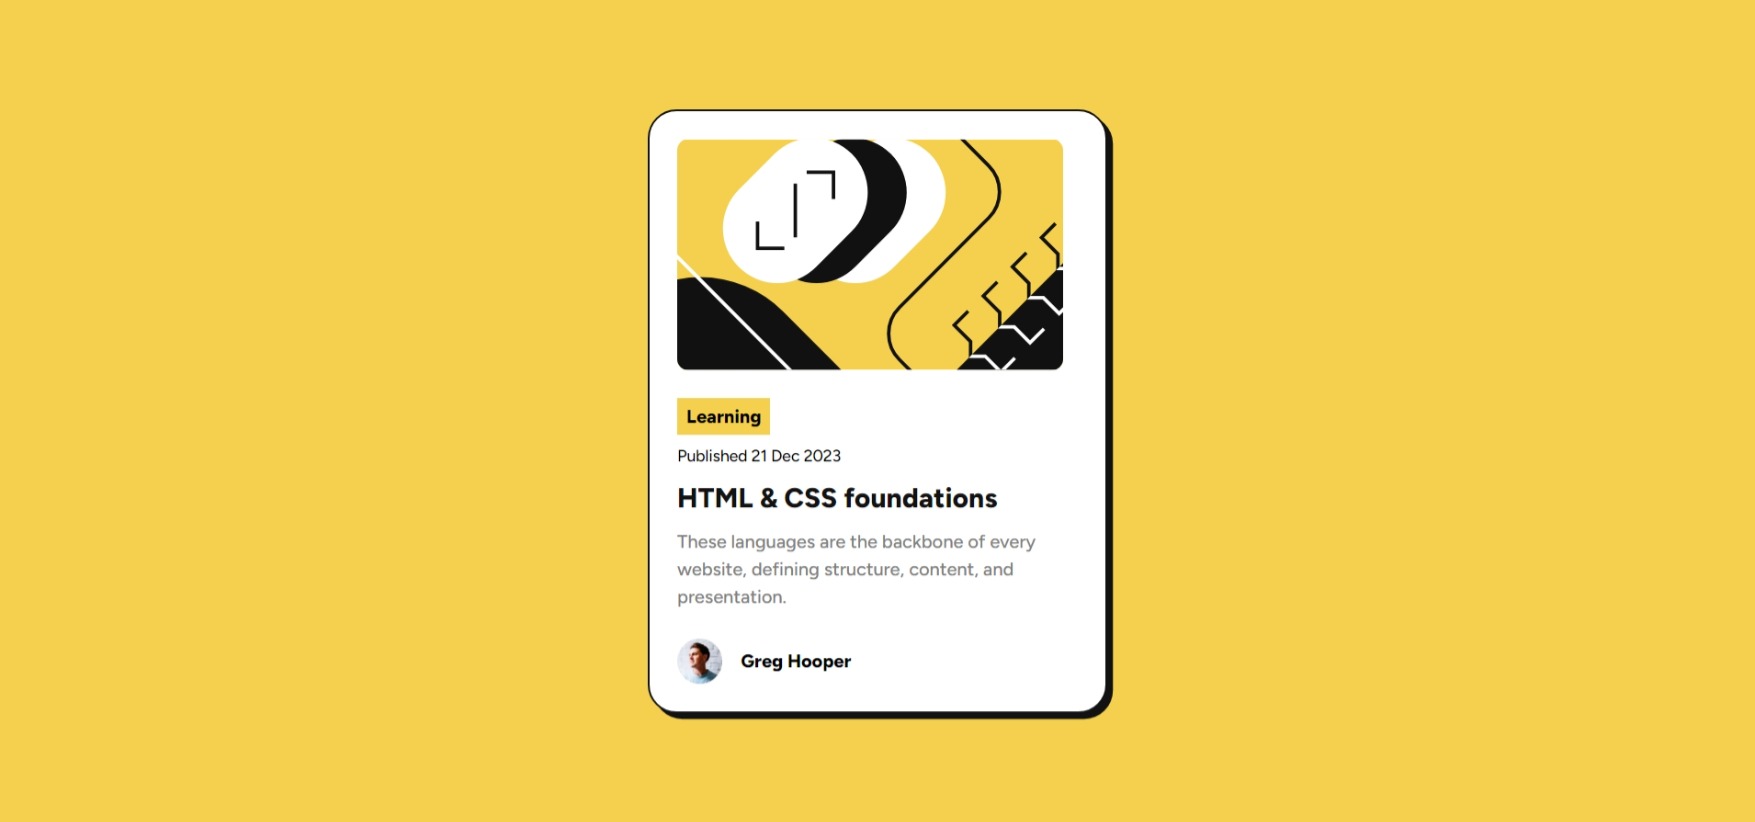 Learning
Published 21 Dec 2023
HTML & CSS foundations
These languages are the backbone of every
website, defining structure, content, and
presentation.
Greg Hooper